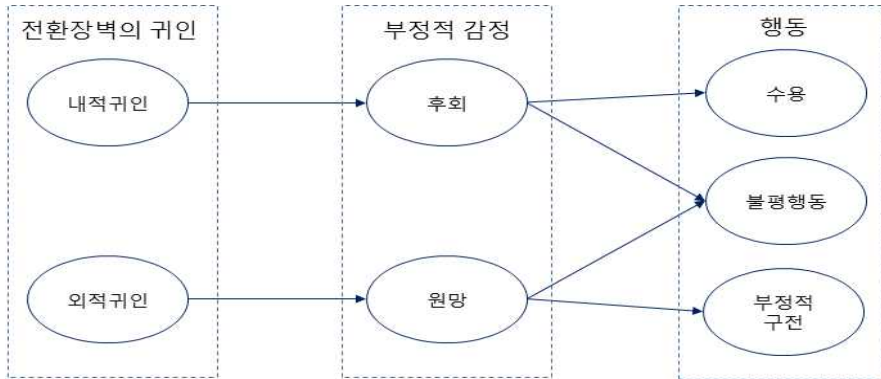 전환장벽의 귀인
부정적 감정
행동
내적귀인
후회
수용
불평행동
외적귀인
원망
부정적
구전